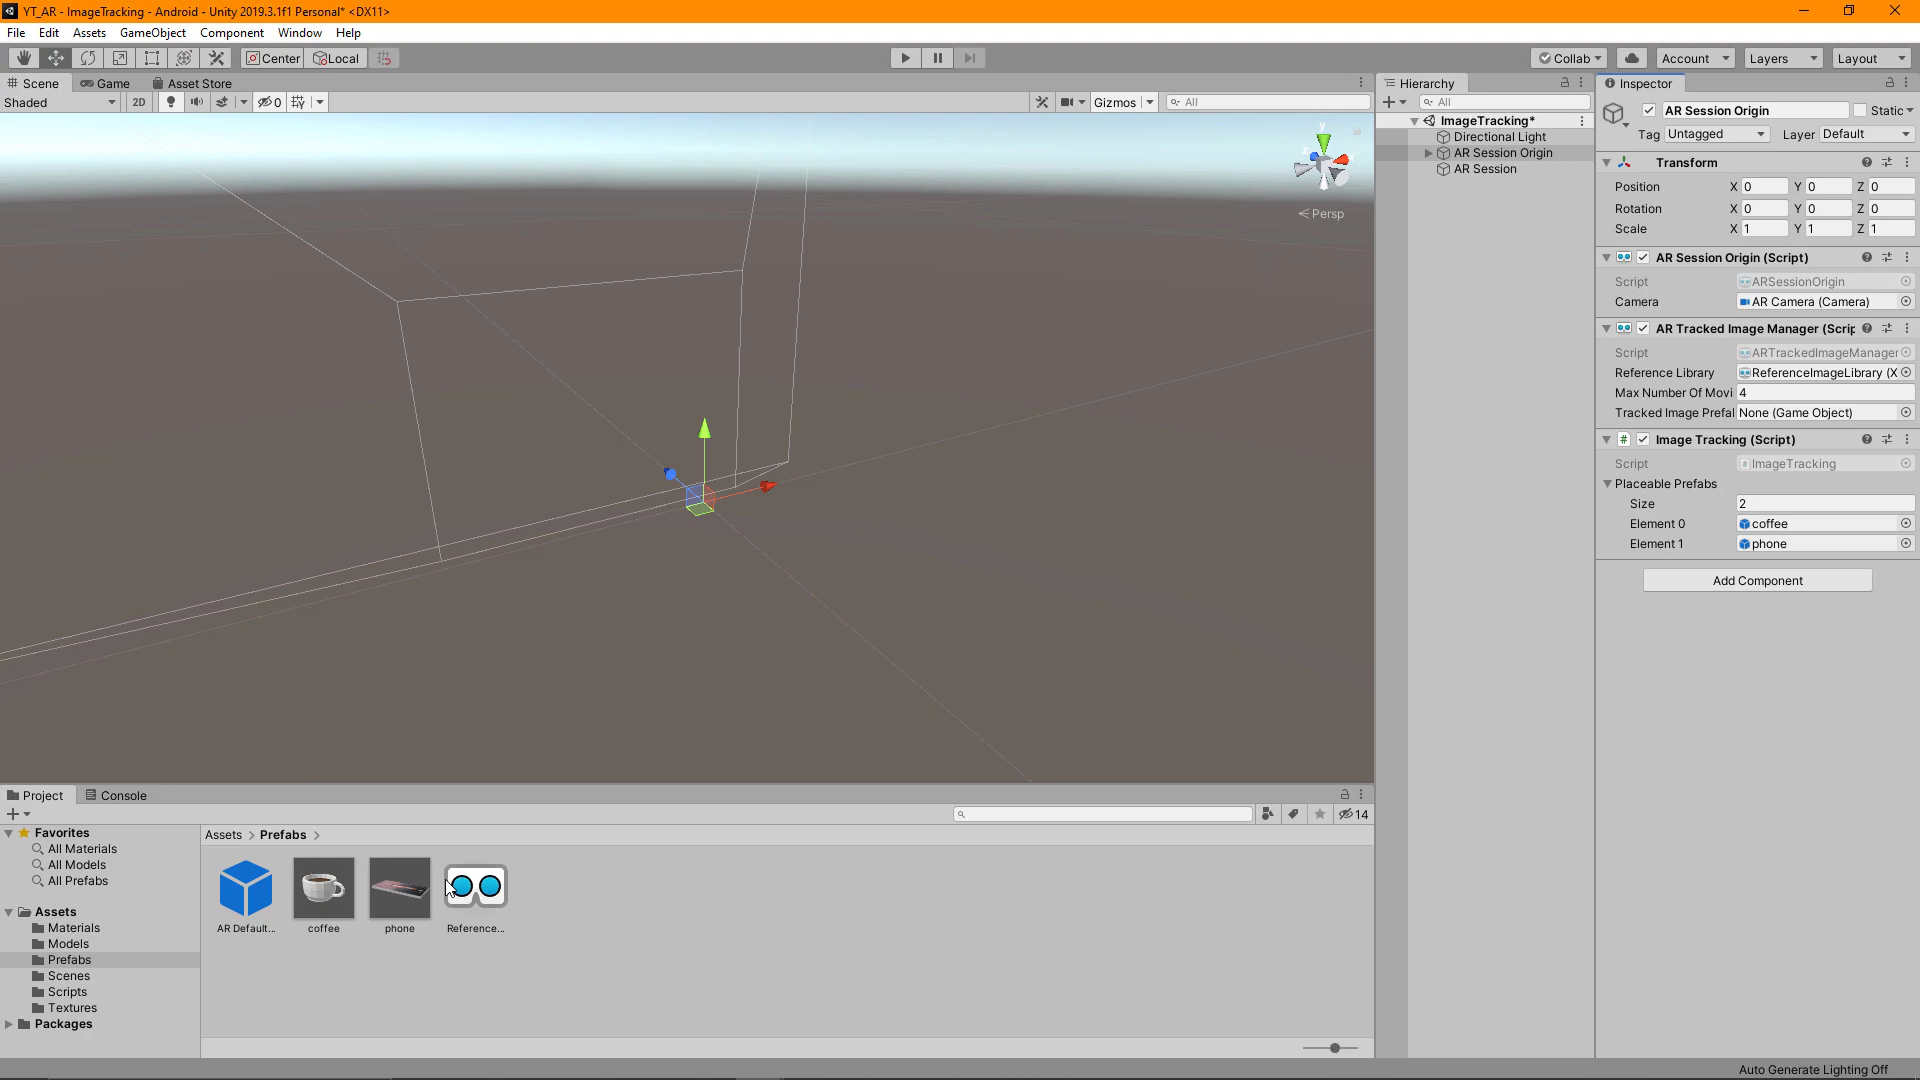 YT_AR - ImageTracking - Android - Unity 2019.3.1f1 Personal* <DX11>
File Edit Assets GameObject Component Window Help
Center Local Collab Account Layers Layout
Scene Game Asset Store
Shaded 2D 0 Gizmos All
Persp
Hierarchy
All
ImageTracking*
Directional Light
AR Session Origin
AR Session
Inspector
AR Session Origin Static
Tag Untagged Layer Default
Transform
Position X 0 Y 0 Z 0
Rotation X 0 Y 0 Z 0
Scale X 1 Y 1 Z 1
AR Session Origin (Script)
Script ARSessionOrigin
Camera AR Camera (Camera)
AR Tracked Image Manager (Scrip
Script ARTrackedImageManager
Reference Library ReferenceImageLibrary (X
Max Number Of Movi 4
Tracked Image Prefal None (Game Object)
Image Tracking (Script)
Script ImageTracking
Placeable Prefabs
Size 2
Element 0 coffee
Element 1 phone
Add Component
Project Console
14
Favorites
All Materials
All Models
All Prefabs
Assets
Materials
Models
Prefabs
Scenes
Scripts
Textures
Packages
Assets > Prefabs >
AR Default... coffee phone Reference...
Auto Generate Lighting Off